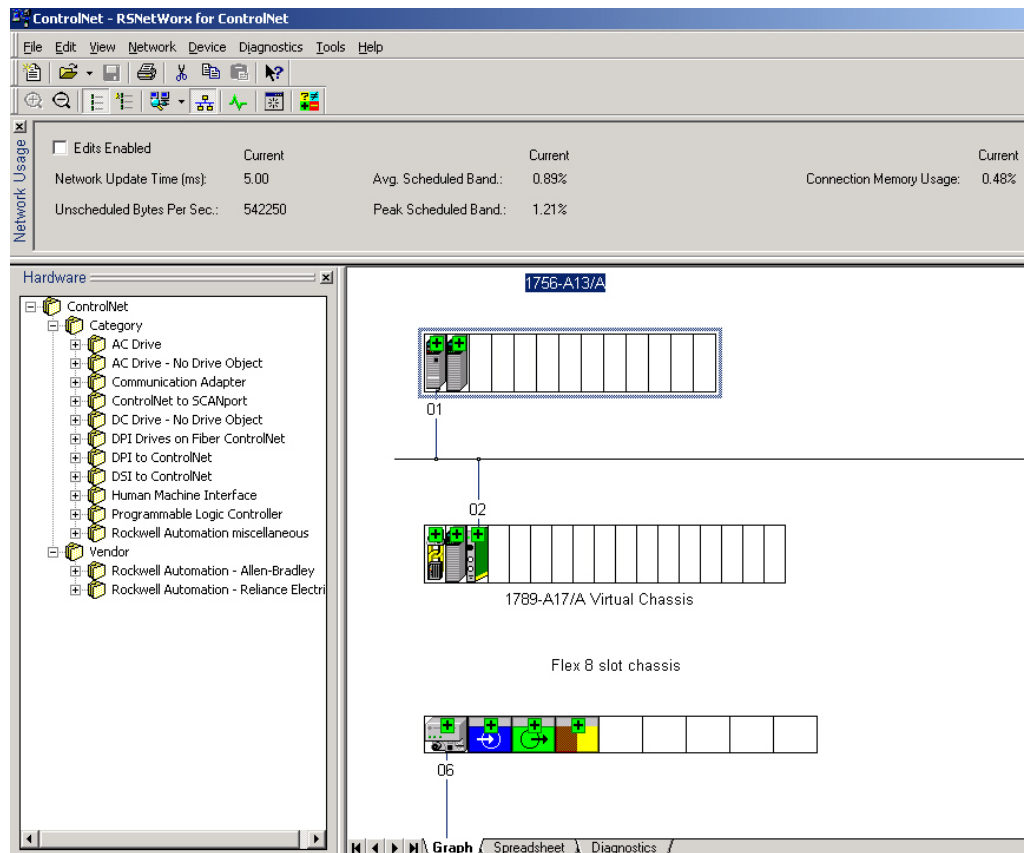 ControlNet - RSNetWorx for ControlNet
File Edit View Network Device Diagnostics Tools Help
Network Usage
Edits Enabled
Current
Current
Current
Network Update Time (ms): 5.00 Avg. Scheduled Band.: 0.89% Connection Memory Usage: 0.48%
Unscheduled Bytes Per Sec.: 542250 Peak Scheduled Band.: 1.21%
Hardware
ControlNet
Category
AC Drive
AC Drive - No Drive Object
Communication Adapter
ControlNet to SCANport
DC Drive - No Drive Object
DPI Drives on Fiber ControlNet
DPI to ControlNet
DSI to ControlNet
Human Machine Interface
Programmable Logic Controller
Rockwell Automation miscellaneous
Vendor
Rockwell Automation - Allen-Bradley
Rockwell Automation - Reliance Electri
1756-A13/A
01
02
1789-A17/A Virtual Chassis
Flex 8 slot chassis
06
Graph Spreadsheet Diagnostics